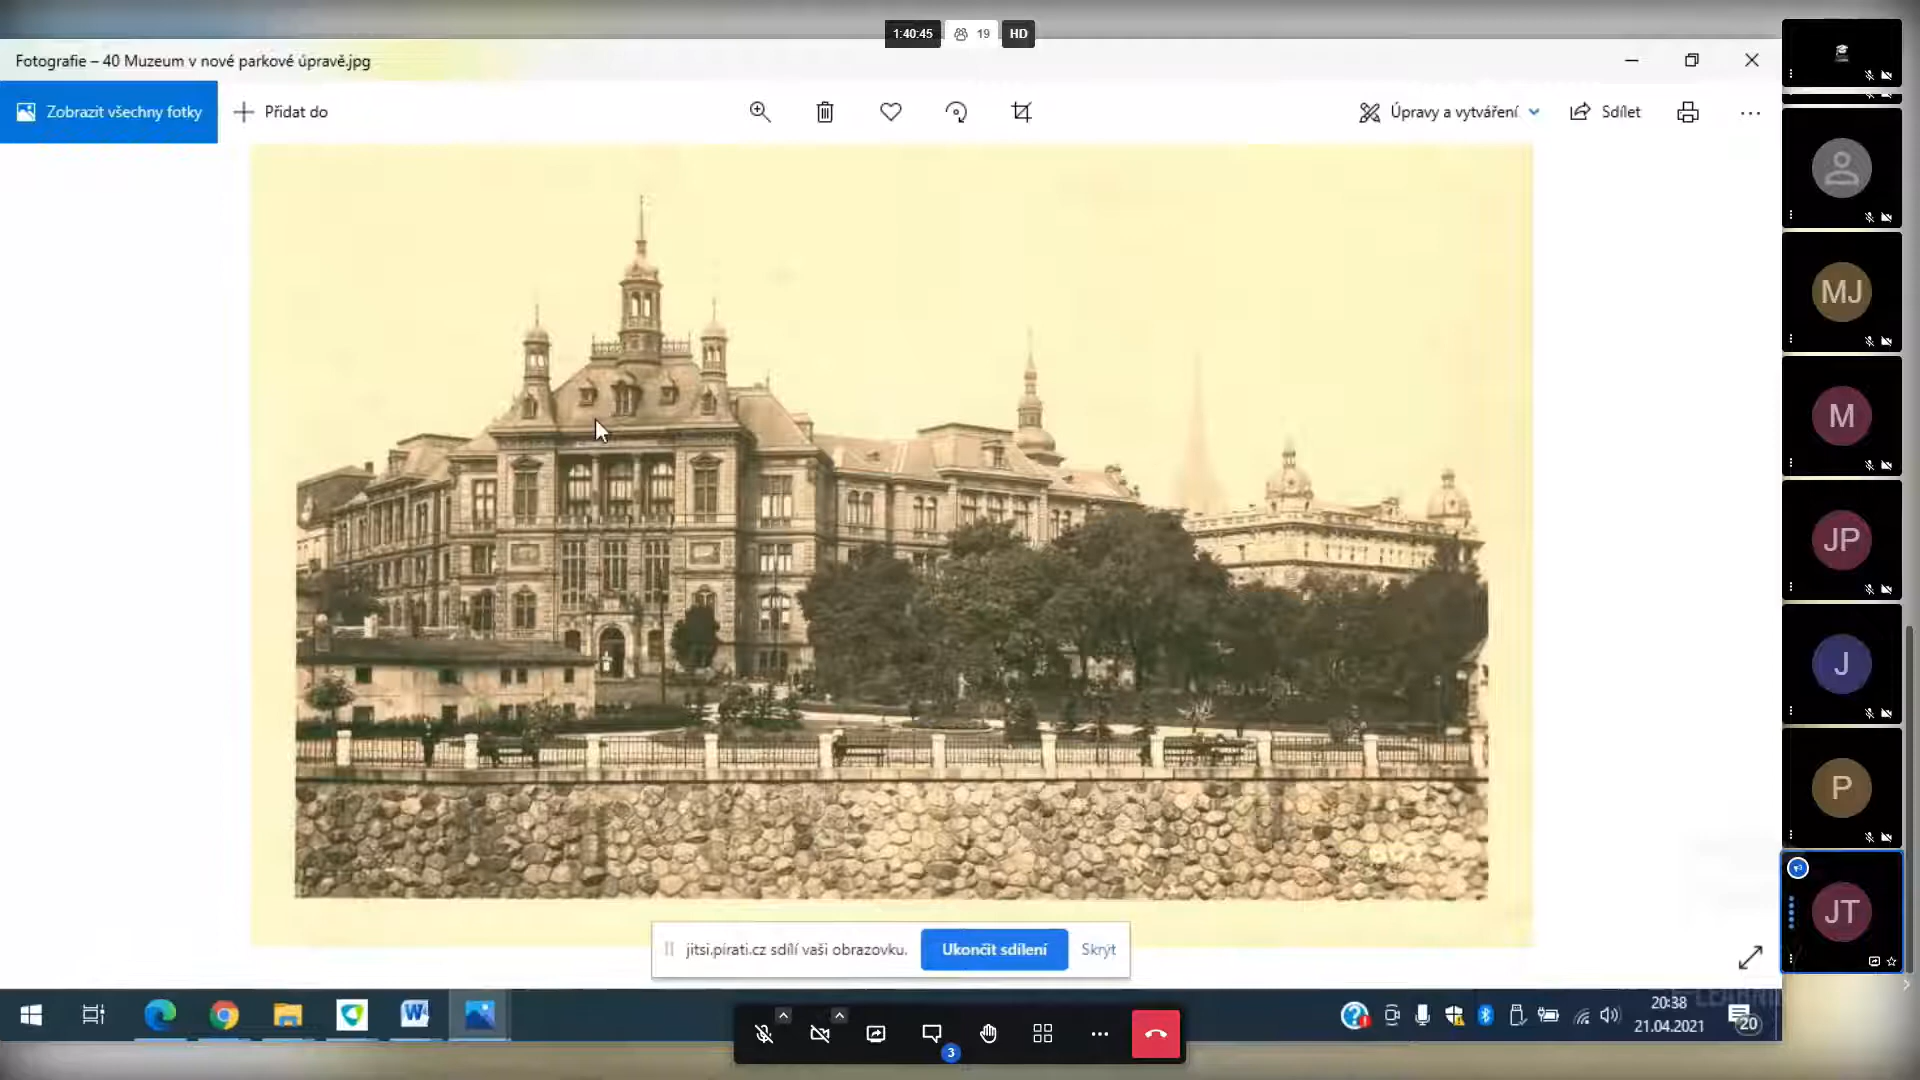 1:40:45
19
HD
Fotografie – 40 Muzeum v nové parkové úpravě.jpg
Zobrazit všechny fotky
Přidat do
Úpravy a vytváření
Sdílet
MJ
M
JP
J
P
JT
jitsi.pirati.cz sdílí vaši obrazovku.
Ukončit sdílení
Skrýt
20:38
21.04.2021
20
3